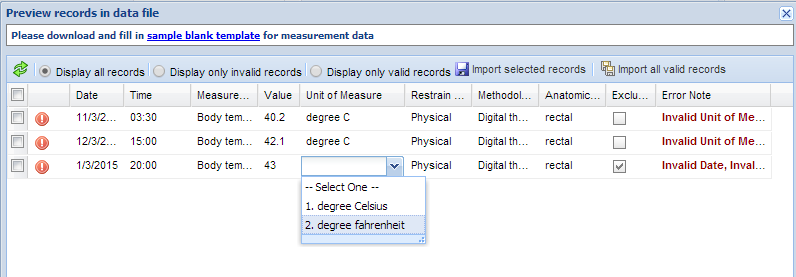 Preview records in data file
Please download and fill in sample blank template for measurement data
Display all records Display only invalid records Display only valid records Import selected records Import all valid records
Date Time Measure... Value Unit of Measure Restrain ... Methodol... Anatomic... Exclu... Error Note
11/3/2... 03:30 Body tem... 40.2 degree C Physical Digital th... rectal Invalid Unit of Me...
12/3/2... 15:00 Body tem... 42.1 degree C Physical Digital th... rectal Invalid Unit of Me...
1/3/2015 20:00 Body tem... 43 Physical Digital th... rectal Invalid Date, Inval...
-- Select One --
1. degree Celsius
2. degree fahrenheit